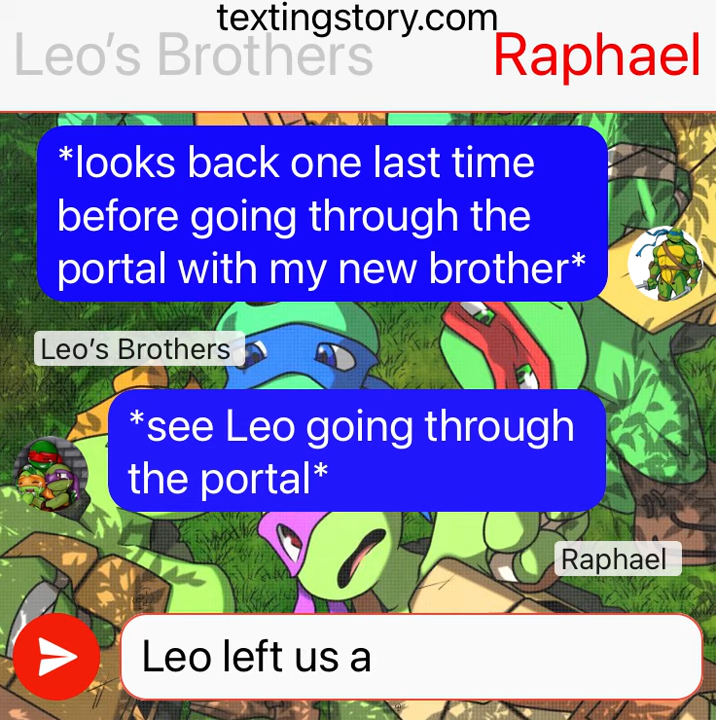 textingstory.com
Leo’s Brothers Raphael
*looks back one last time
before going through the
portal with my new brother*
Leo’s Brothers
*see Leo going through
the portal*
Raphael
Leo left us a